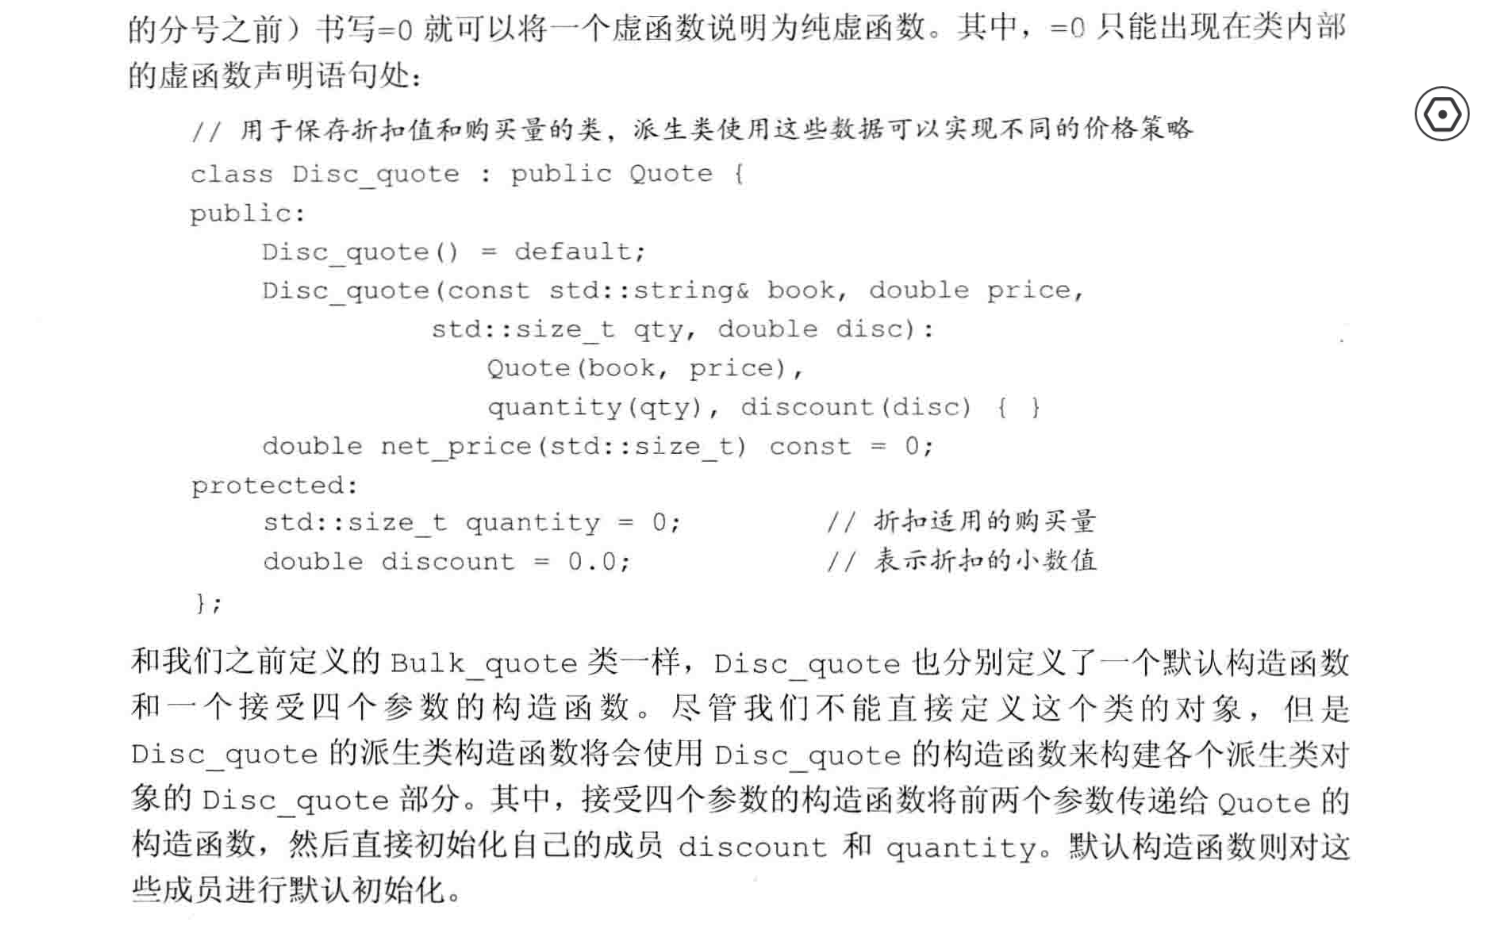 的分号之前）书写=0 就可以将一个虚函数说明为纯虚函数。其中，=0 只能出现在类内部
的虚函数声明语句处：
// 用于保存折扣值和购买量的类，派生类使用这些数据可以实现不同的价格策略
class Disc_quote : public Quote {
public:
Disc_quote() = default;
Disc_quote(const std::string& book, double price,
std::size_t qty, double disc):
Quote(book, price),
quantity(qty), discount(disc) { }
double net_price(std::size_t) const = 0;
protected:
std::size_t quantity = 0; // 折扣适用的购买量
double discount = 0.0; // 表示折扣的小数值
};
和我们之前定义的 Bulk_quote 类一样，Disc_quote 也分别定义了一个默认构造函数
和一个接受四个参数的构造函数。尽管我们不能直接定义这个类的对象，但是
Disc_quote 的派生类构造函数将会使用 Disc_quote 的构造函数来构建各个派生类对
象的 Disc_quote 部分。其中，接受四个参数的构造函数将前两个参数传递给 Quote 的
构造函数，然后直接初始化自己的成员 discount 和 quantity。默认构造函数则对这
些成员进行默认初始化。